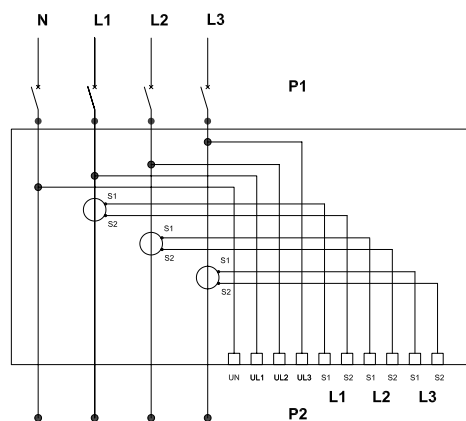 N L1 L2 L3
P1
S1
S2
S1
S2
S1
S2
UN UL1 UL2 UL3 S1 S2 S1 S2 S1 S2
L1 L2 L3
P2